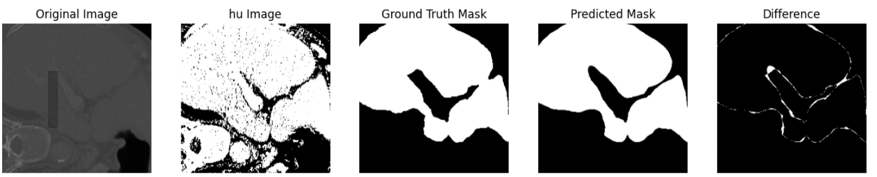 Original Image
hu Image
Ground Truth Mask
Predicted Mask
Difference